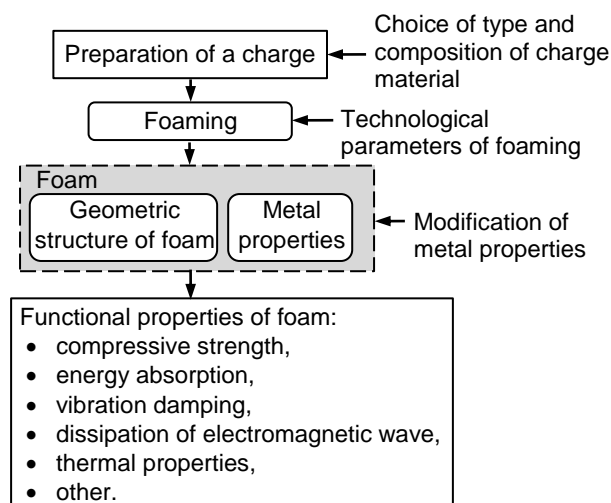 Preparation of a charge
Choice of type and
composition of charge
material
Foaming
Technological
parameters of foaming
Foam
Geometric
structure of foam
Metal
properties
Modification of
metal properties
Functional properties of foam:
• compressive strength,
• energy absorption,
• vibration damping,
• dissipation of electromagnetic wave,
• thermal properties,
• other.